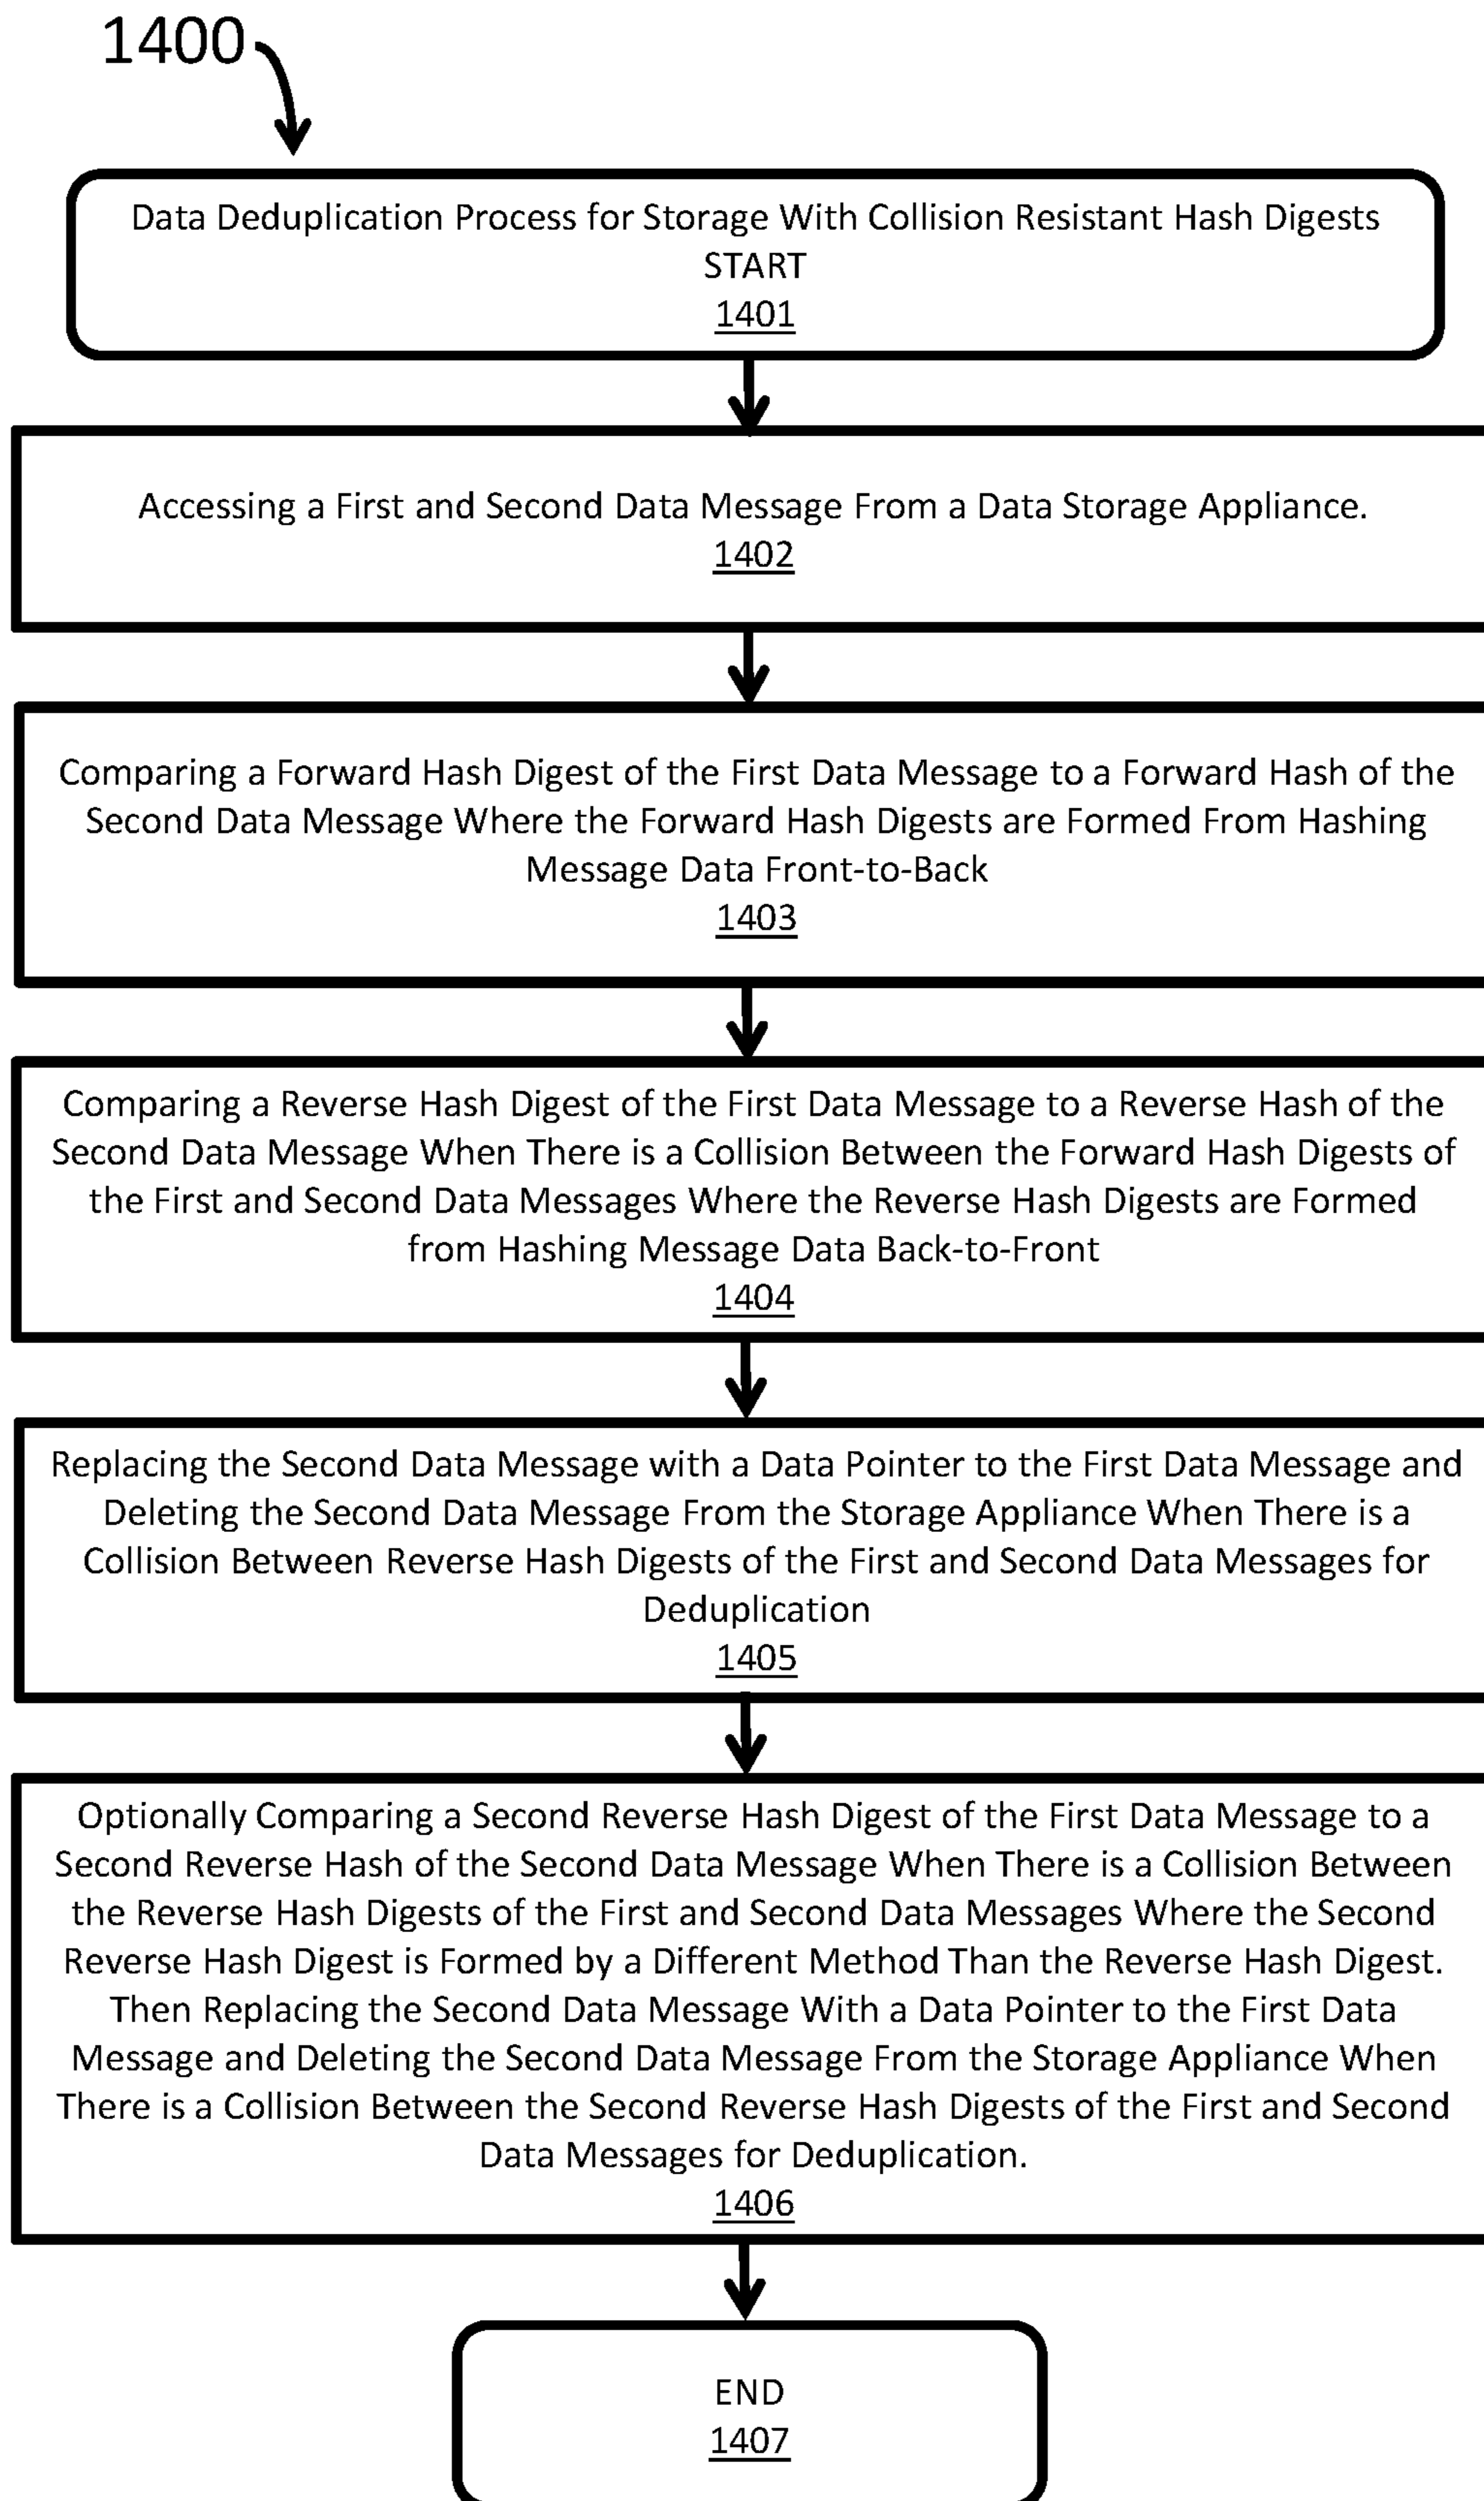 1400
Data Deduplication Process for Storage With Collision Resistant Hash Digests
START
1401
Accessing a First and Second Data Message From a Data Storage Appliance.
1402
Comparing a Forward Hash Digest of the First Data Message to a Forward Hash of the
Second Data Message Where the Forward Hash Digests are Formed From Hashing
Message Data Front-to-Back
1403
Comparing a Reverse Hash Digest of the First Data Message to a Reverse Hash of the
Second Data Message When There is a Collision Between the Forward Hash Digests of
the First and Second Data Messages Where the Reverse Hash Digests are Formed
from Hashing Message Data Back-to-Front
1404
Replacing the Second Data Message with a Data Pointer to the First Data Message and
Deleting the Second Data Message From the Storage Appliance When There is a
Collision Between Reverse Hash Digests of the First and Second Data Messages for
Deduplication
1405
Optionally Comparing a Second Reverse Hash Digest of the First Data Message to a
Second Reverse Hash of the Second Data Message When There is a Collision Between
the Reverse Hash Digests of the First and Second Data Messages Where the Second
Reverse Hash Digest is Formed by a Different Method Than the Reverse Hash Digest.
Then Replacing the Second Data Message With a Data Pointer to the First Data
Message and Deleting the Second Data Message From the Storage Appliance When
There is a Collision Between the Second Reverse Hash Digests of the First and Second
Data Messages for Deduplication.
1406
END
1407